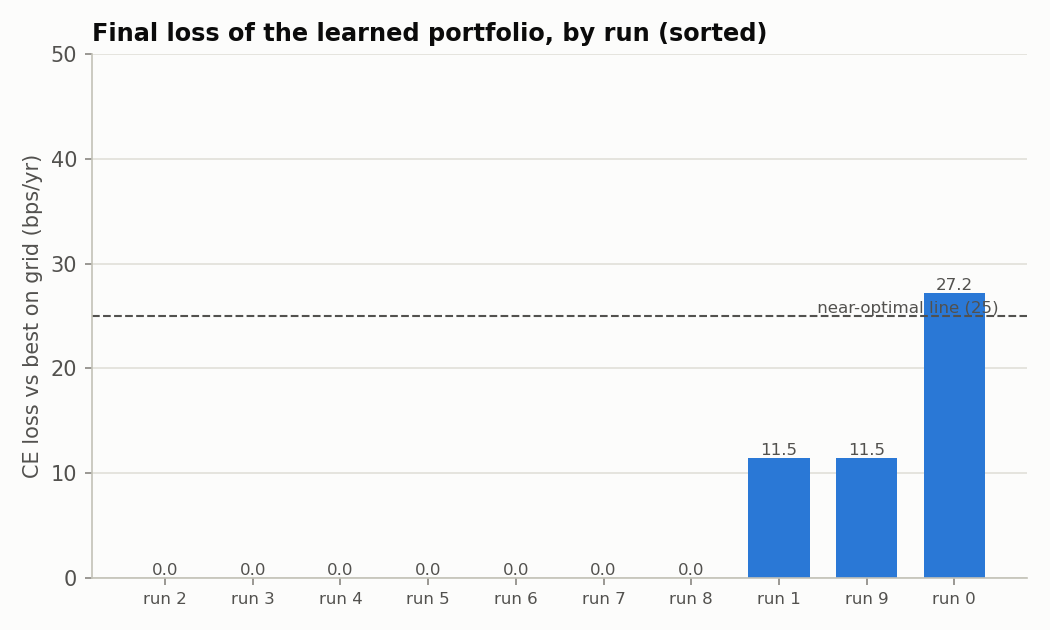 Final loss of the learned portfolio, by run (sorted)
CE loss vs best on grid (bps/yr)
50
40
30
20
10
0
near-optimal line (25)
0.0
0.0
0.0
0.0
0.0
0.0
0.0
11.5
11.5
27.2
run 2
run 3
run 4
run 5
run 6
run 7
run 8
run 1
run 9
run 0